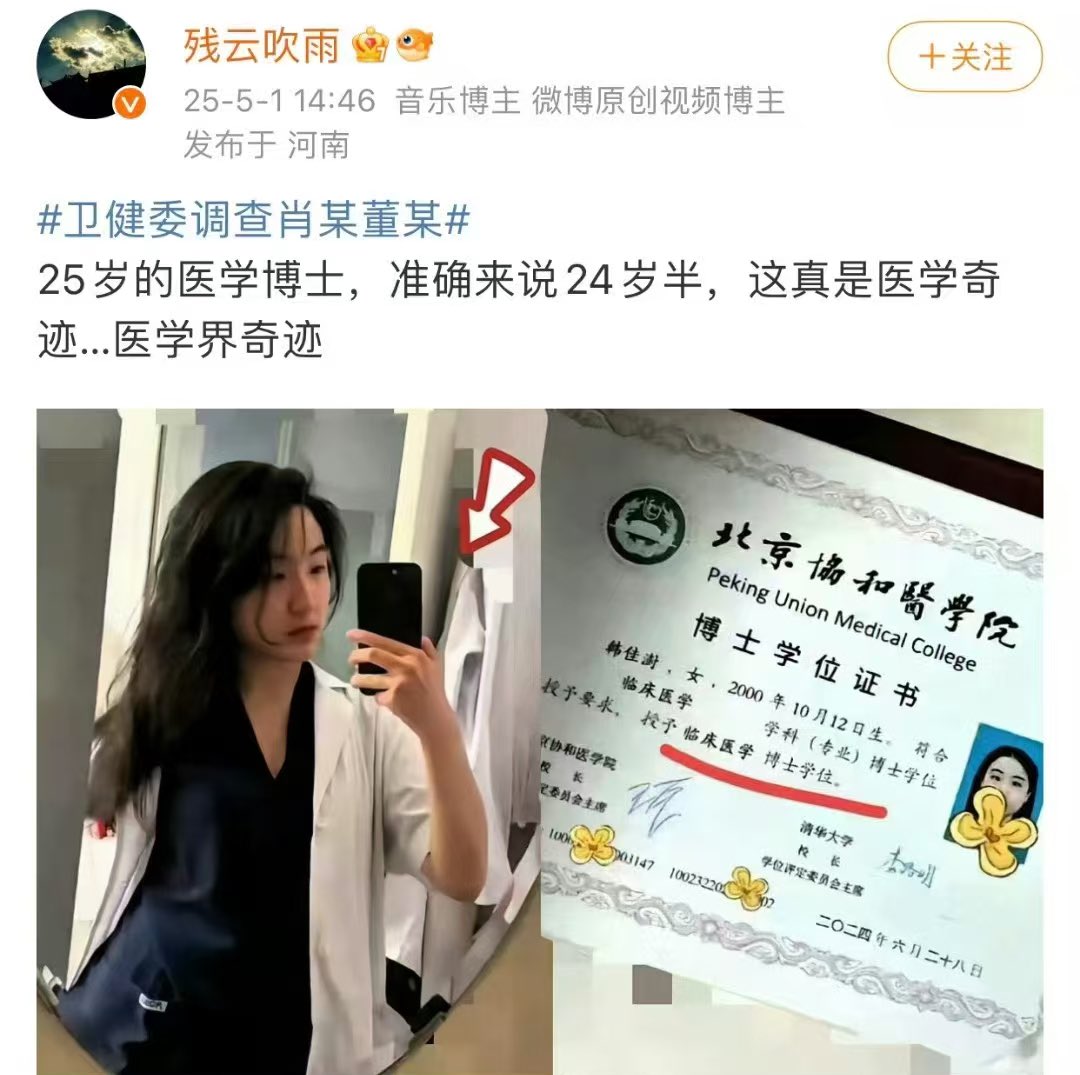 残云吹雨
+关注
25-5-1 14:46 音乐博主 微博原创视频博主
发布于 河南
#卫健委调查肖某董某#
25岁的医学博士，准确来说24岁半，这真是医学奇
迹...医学界奇迹
北京協和醫學院
Peking Union Medical College
博士学位证书
韩佳澍，女，2000年10月12日生。符合
临床医学 学科（专业）博士学位
授予要求，授予 临床医学 博士学位。
京协和医学院
校 长
定委员会主席
清华大学
校 长
学位评定委员会主席
1006 003147
10023220 02
二〇二四年六月二十八日